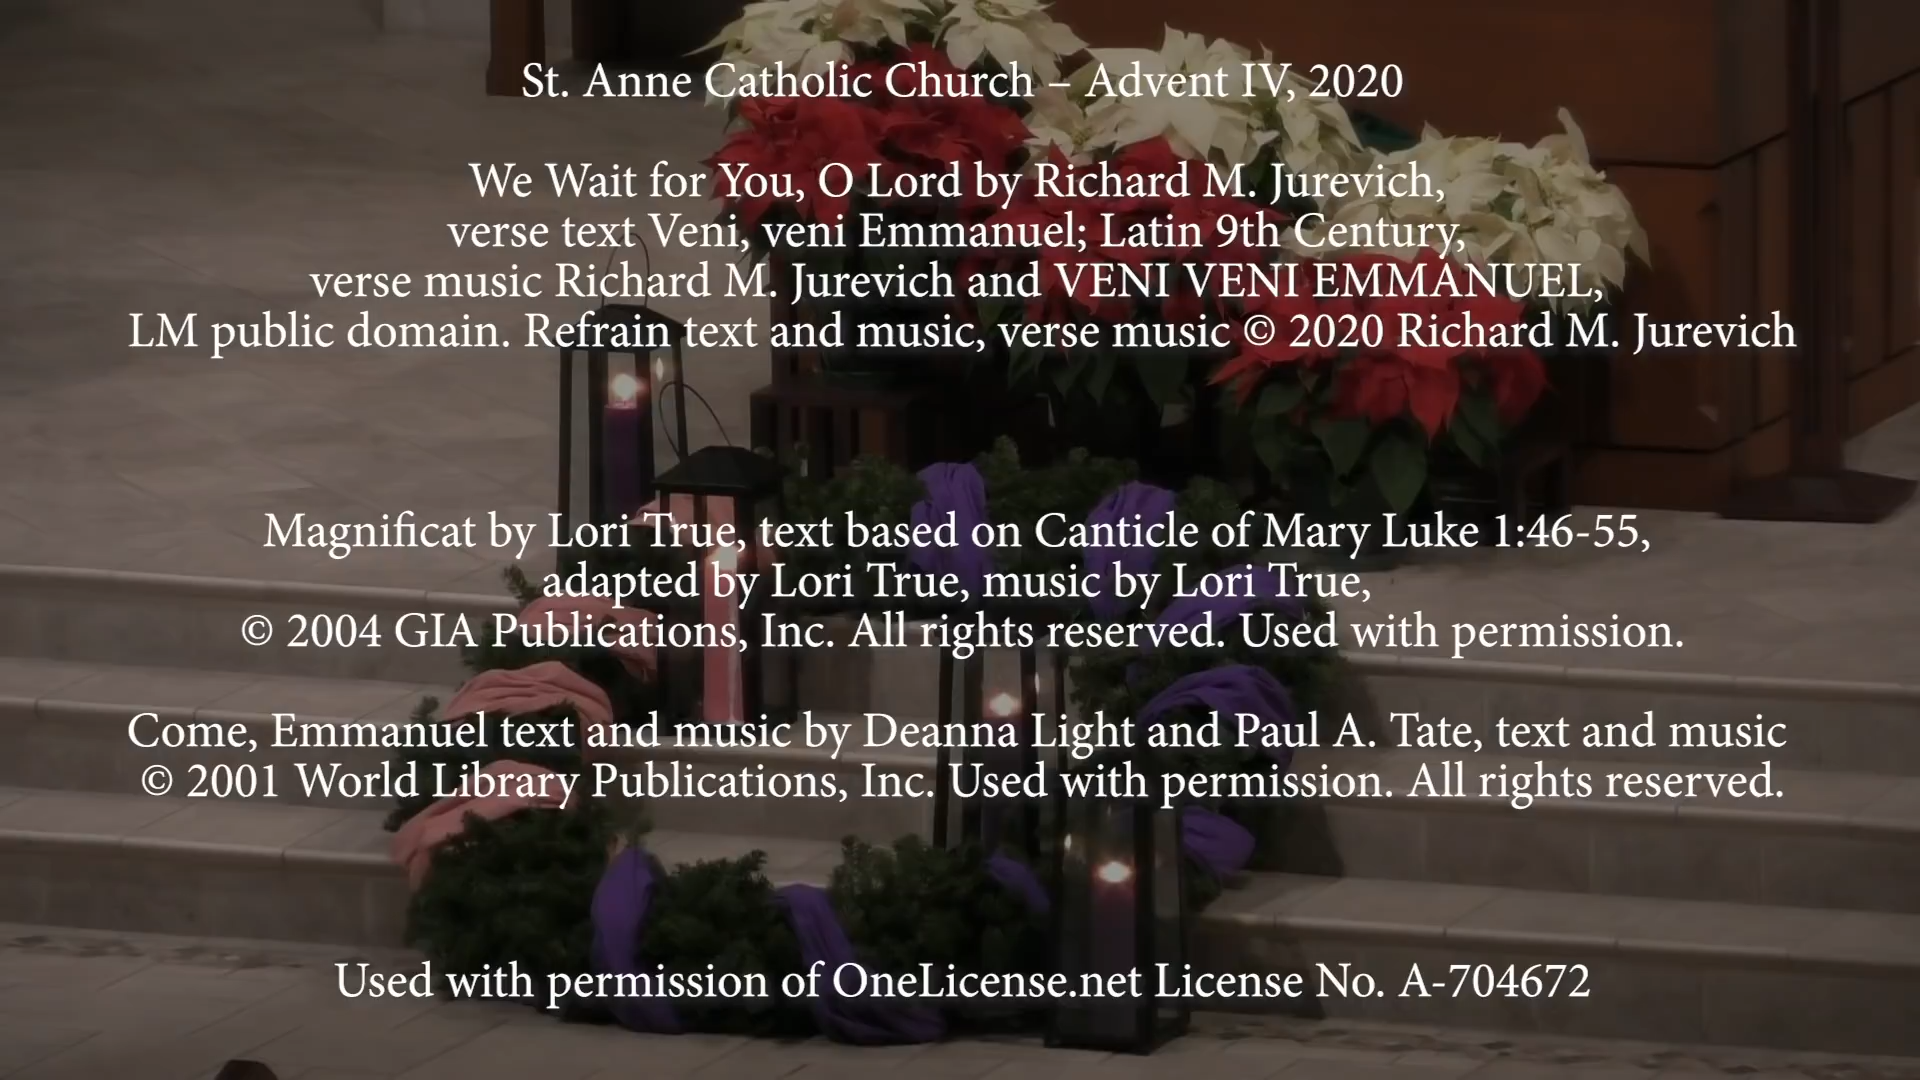 St. Anne Catholic Church – Advent IV, 2020
We Wait for You, O Lord by Richard M. Jurevich,
verse text Veni, veni Emmanuel; Latin 9th Century,
verse music Richard M. Jurevich and VENI VENI EMMANUEL,
LM public domain. Refrain text and music, verse music © 2020 Richard M. Jurevich
Magnificat by Lori True, text based on Canticle of Mary Luke 1:46-55,
adapted by Lori True, music by Lori True,
© 2004 GIA Publications, Inc. All rights reserved. Used with permission.
Come, Emmanuel text and music by Deanna Light and Paul A. Tate, text and music
© 2001 World Library Publications, Inc. Used with permission. All rights reserved.
Used with permission of OneLicense.net License No. A-704672